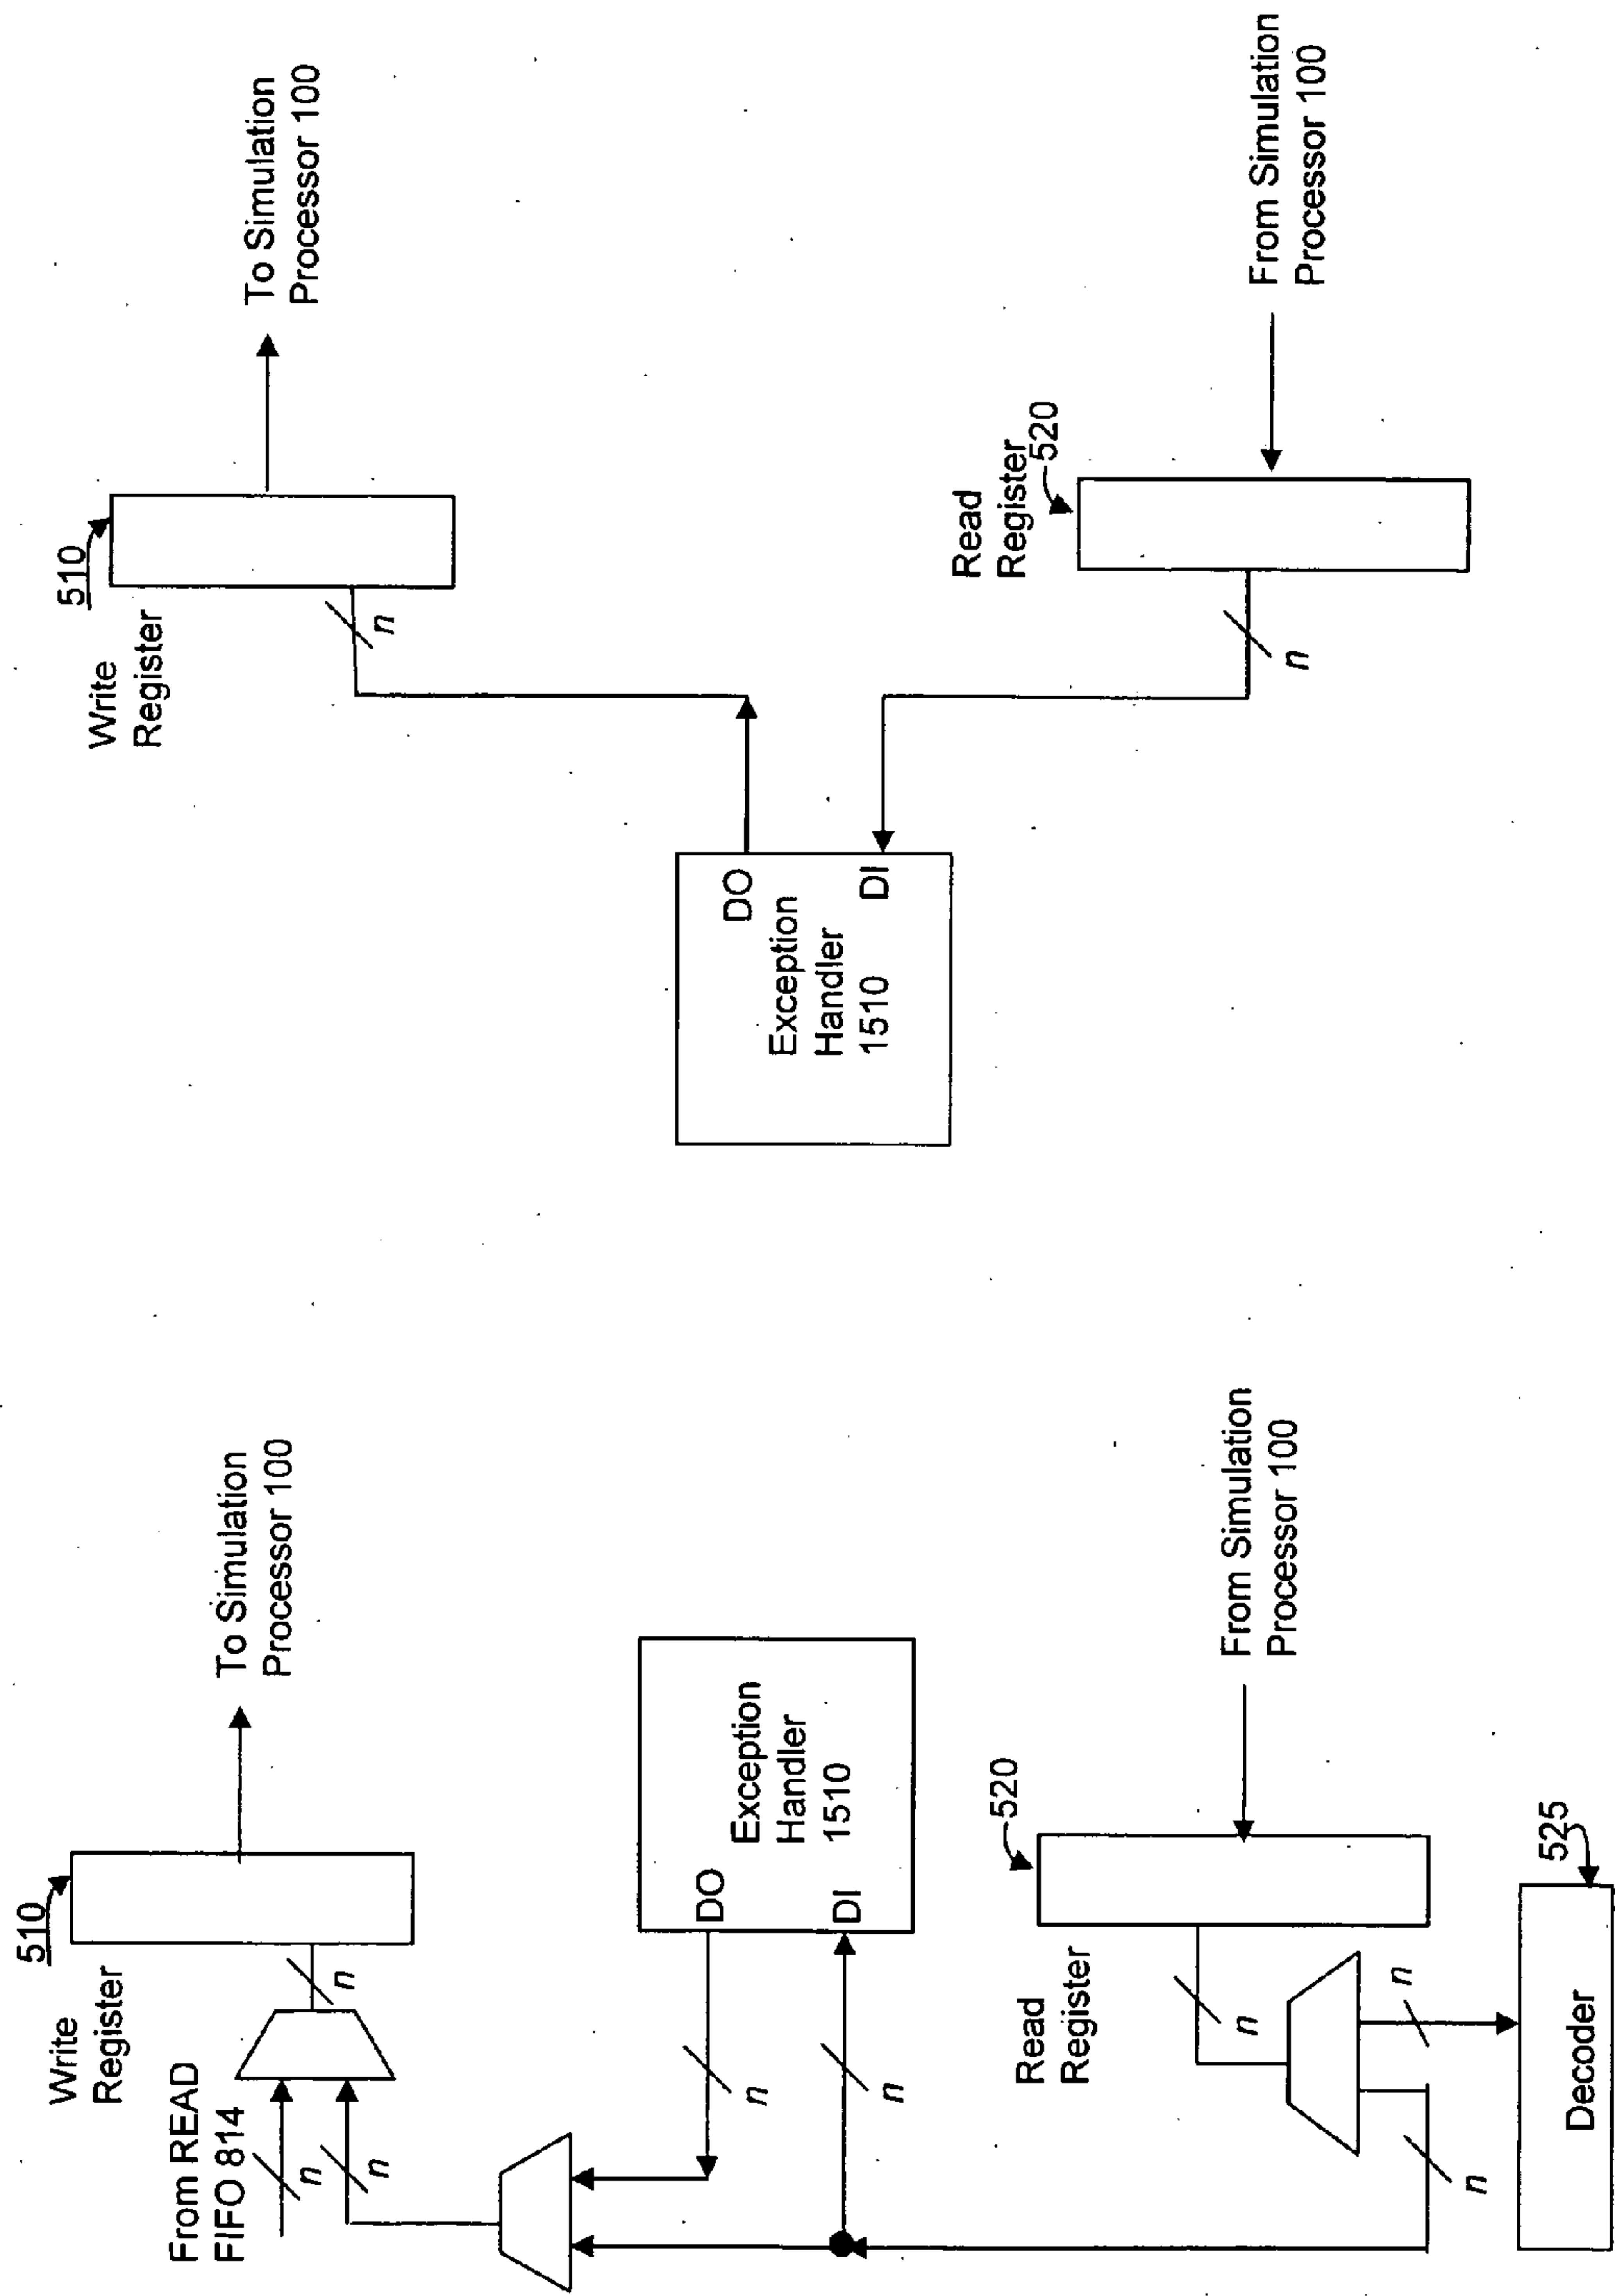 510
Write
Register
To Simulation
Processor 100
From READ
FIFO 814
n
n
n
DO
Exception
Handler
1510
DI
n
n
Read
Register
520
From Simulation
Processor 100
n
n
n
Decoder
525
510
Write
Register
To Simulation
Processor 100
n
DO
Exception
Handler
1510
DI
Read
Register
520
From Simulation
Processor 100
n